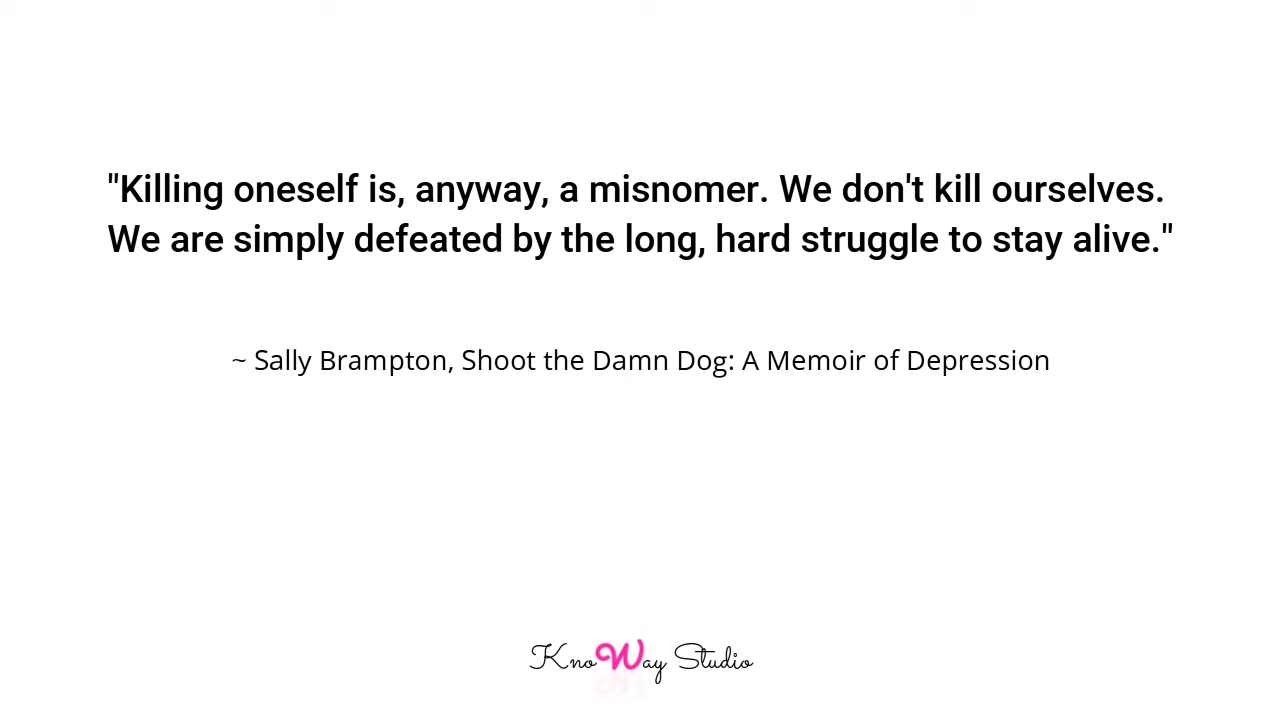 "Killing oneself is, anyway, a misnomer. We don't kill ourselves.
We are simply defeated by the long, hard struggle to stay alive."
~ Sally Brampton, Shoot the Damn Dog: A Memoir of Depression
KnoWay Studio